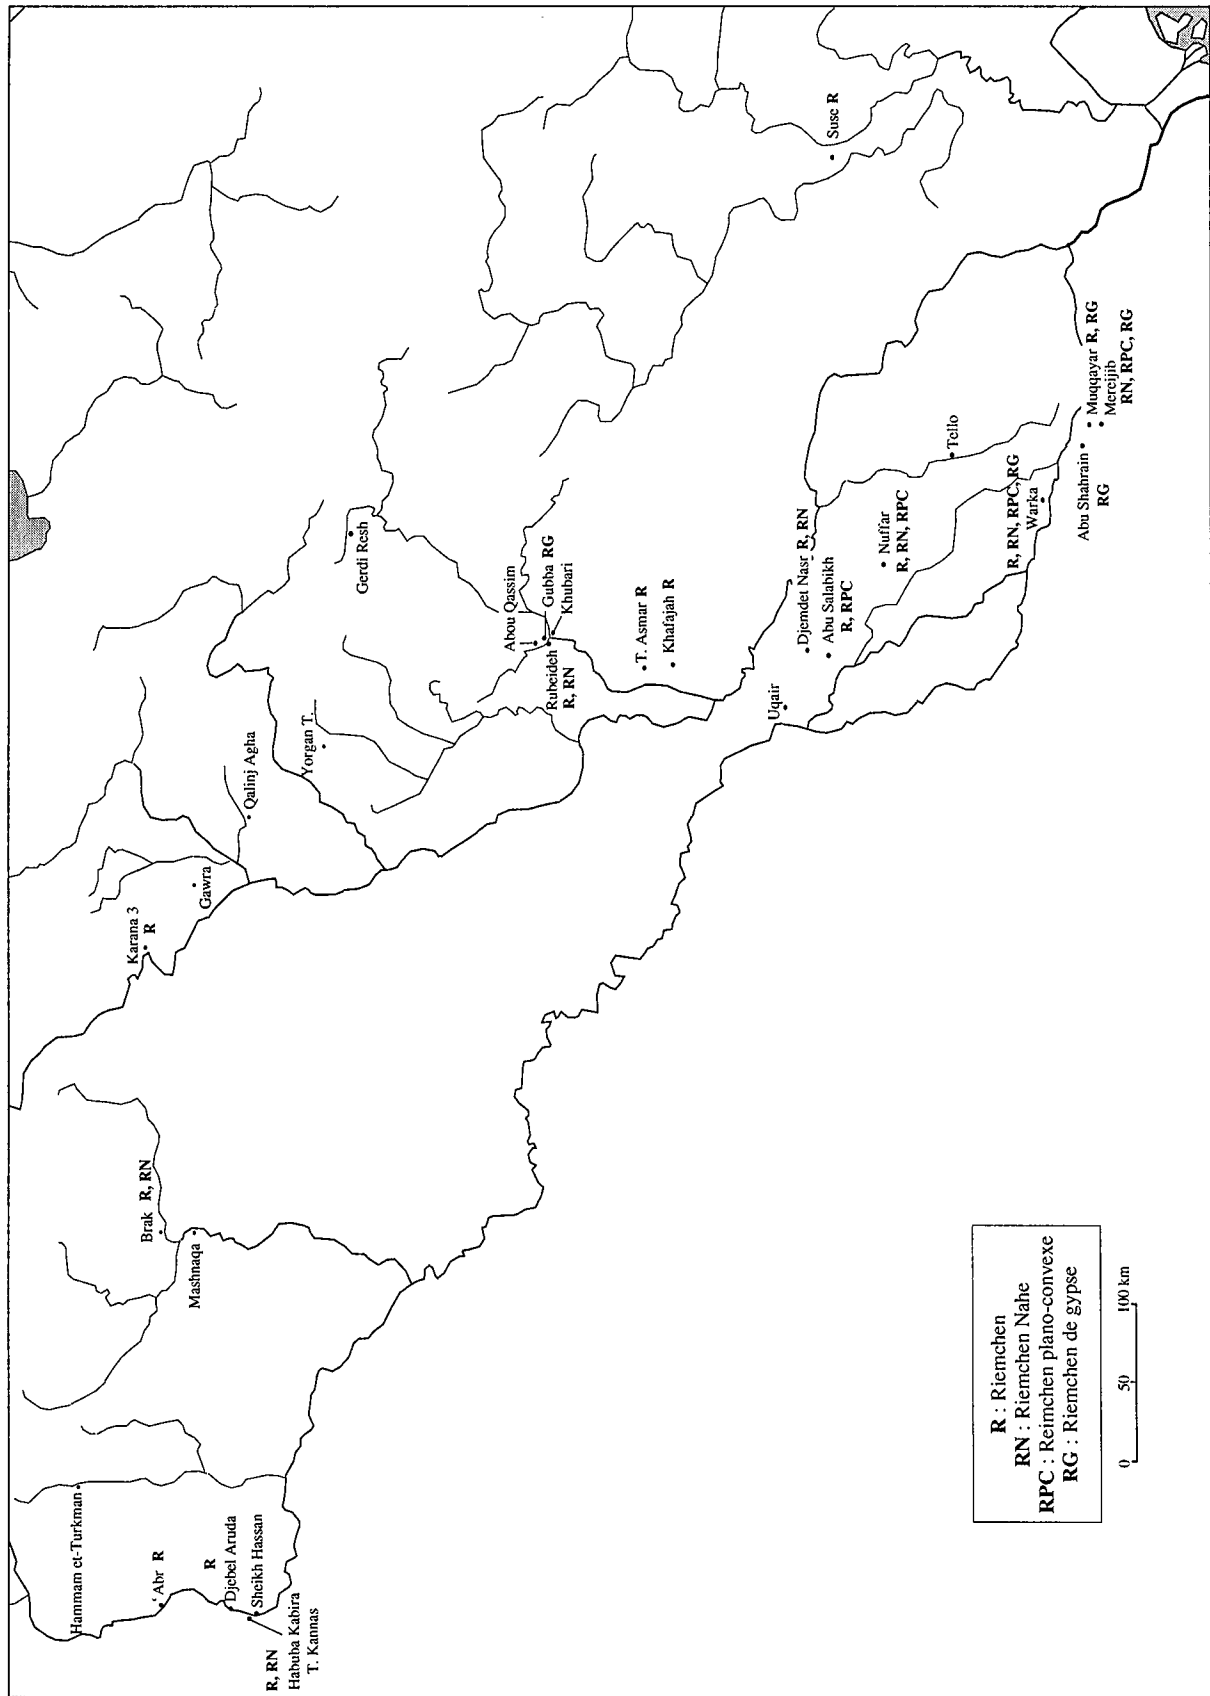 Hammam et-Turkman
'Abr R
R
Djebel Aruda
Sheikh Hassan
R, RN
Habuba Kabira
T. Kannas
Brak R, RN
Mashnaqa
Karana 3
R
Gawra
Qalinj Agha
Yorgan T.
Gerdi Resh
Abou Qassim
Gubba RG
Khubari
Rubeideh
R, RN
T. Asmar R
Khafajah R
Uqair
Djemdet Nasr R, RN
Abu Salabikh
R, RPC
Nuffar
R, RN, RPC
Tello
R, RN, RPC, RG
Warka
Abu Shahrain
RG
Muqqayar R, RG
Mereijib
RN, RPC, RG
Suse R
R : Riemchen
RN : Riemchen Nahe
RPC : Reimchen plano-convexe
RG : Riemchen de gypse
0 50 100 km